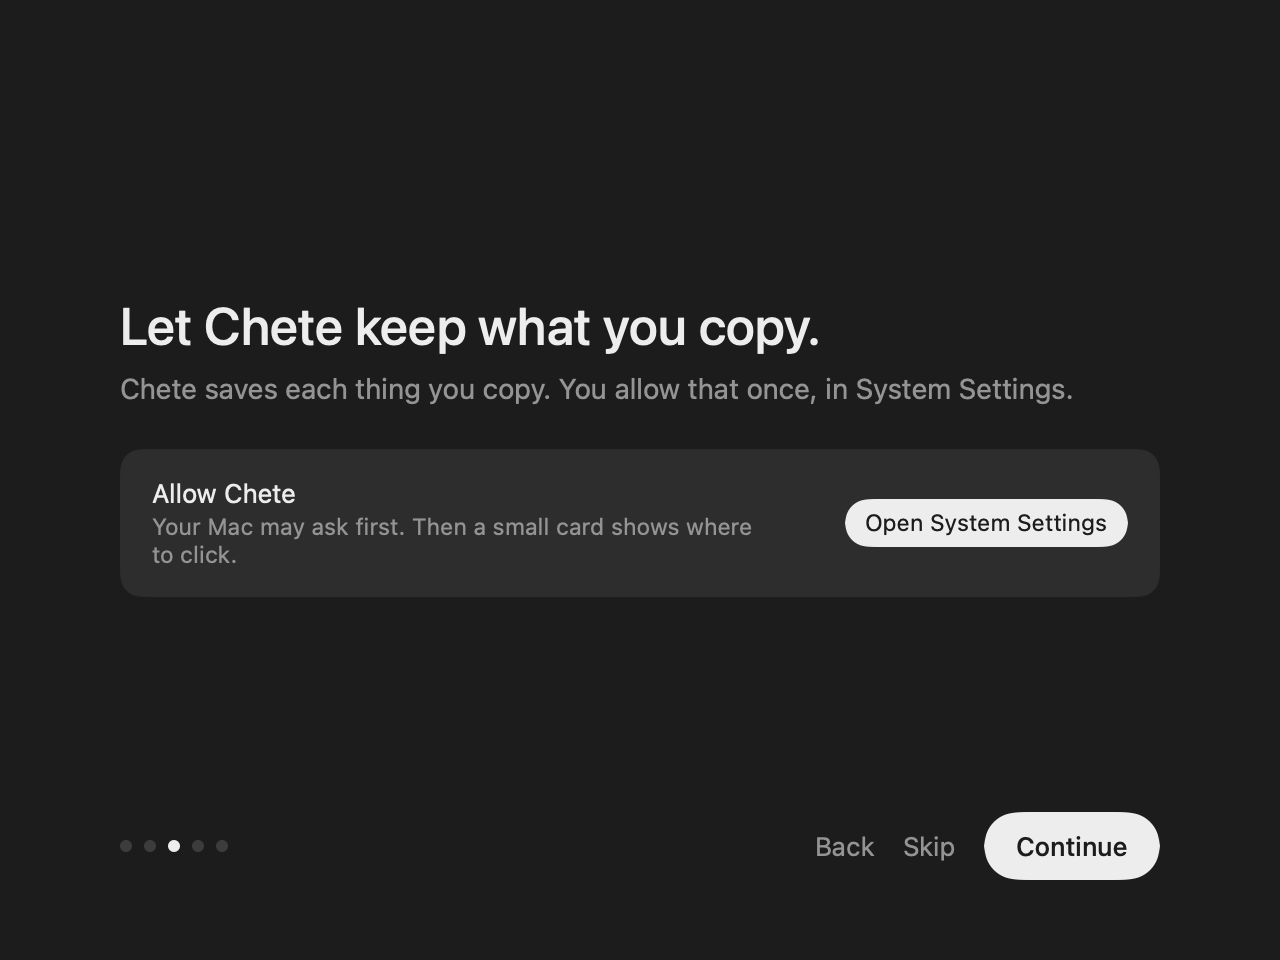 Let Chete keep what you copy.
Chete saves each thing you copy. You allow that once, in System Settings.
Allow Chete
Your Mac may ask first. Then a small card shows where
to click.
Open System Settings
Back
Skip
Continue